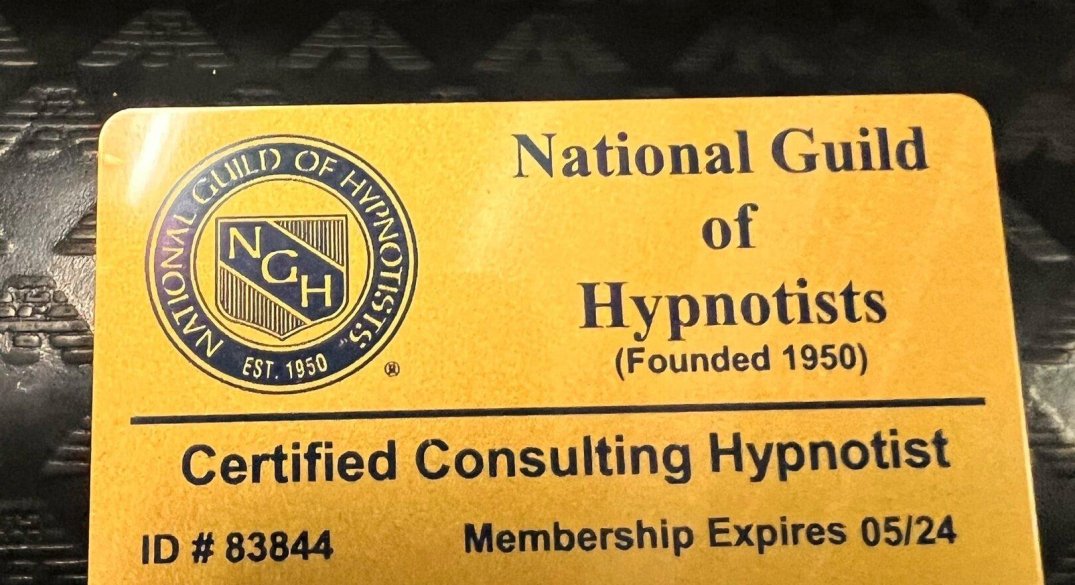 NATIONAL GUILD OF HYPNOTISTS
NGH
EST. 1950
®
National Guild
of
Hypnotists
(Founded 1950)
Certified Consulting Hypnotist
ID # 83844
Membership Expires 05/24